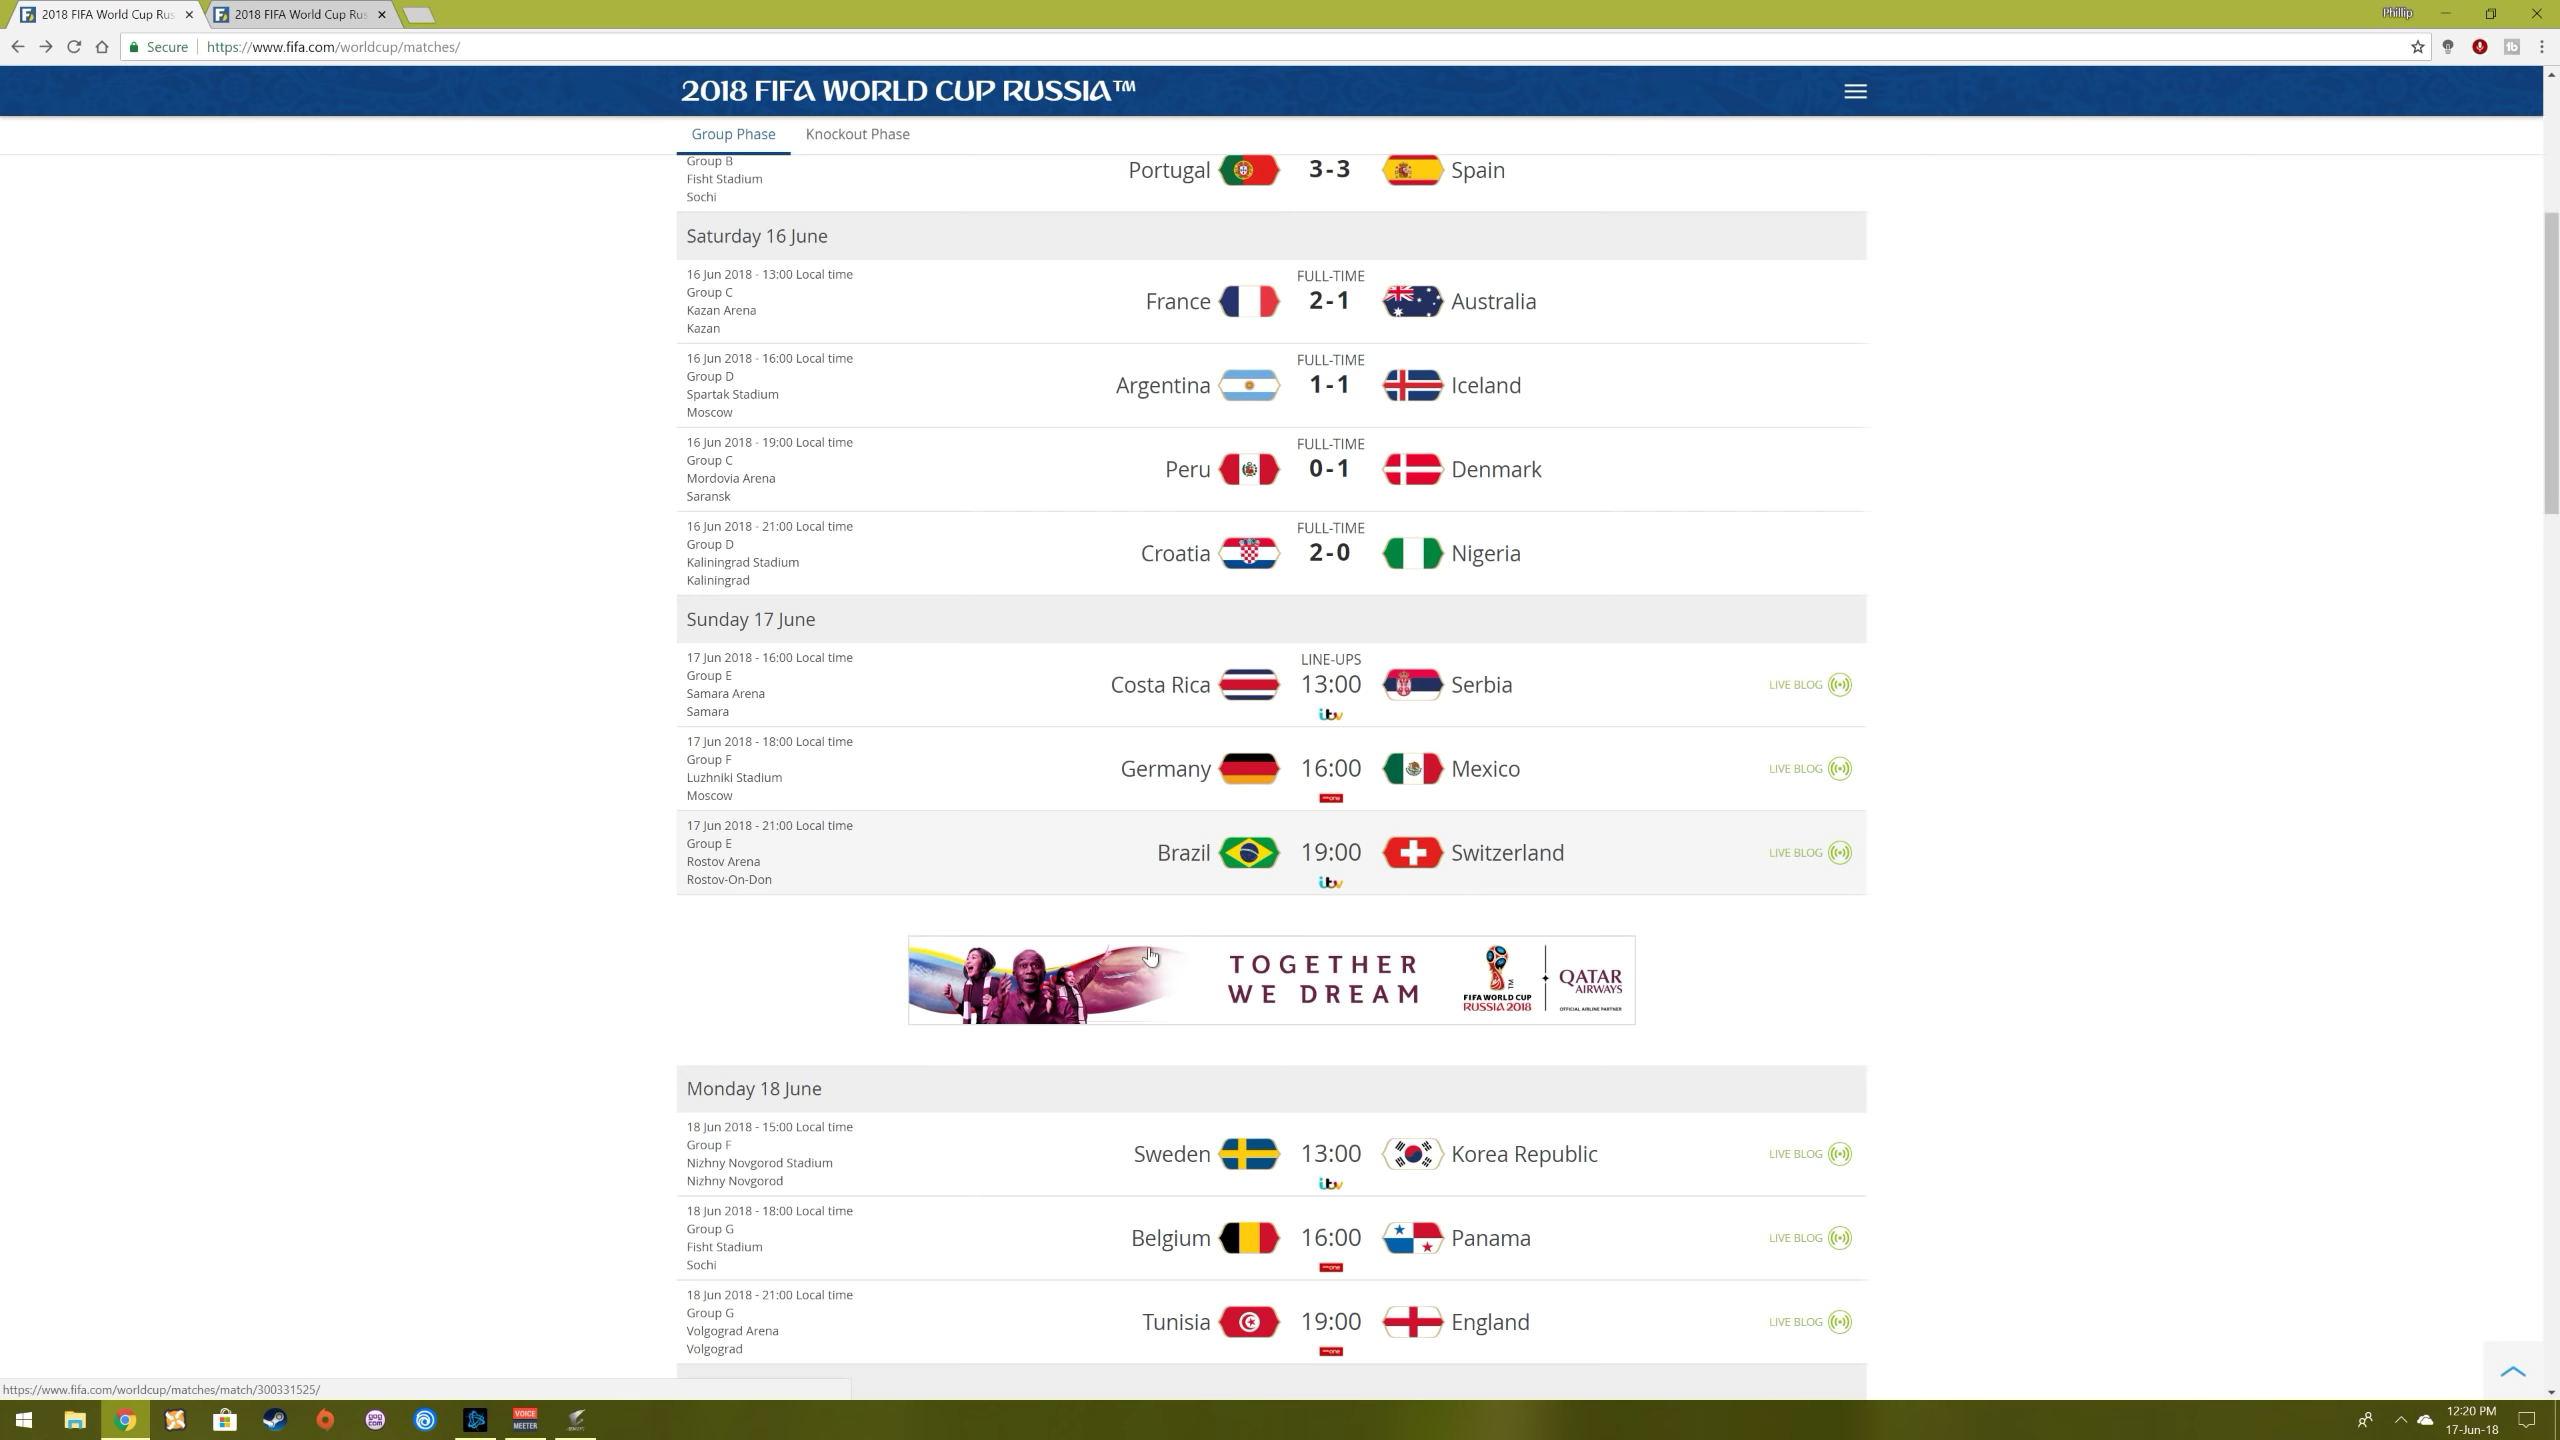 2018 FIFA World Cup Rus
2018 FIFA World Cup Rus
Phillip
Secure https://www.fifa.com/worldcup/matches/
2018 FIFA WORLD CUP RUSSIA™
Group Phase Knockout Phase
Group B
Fisht Stadium
Sochi
Portugal 3-3 Spain
Saturday 16 June
16 Jun 2018 - 13:00 Local time
Group C
Kazan Arena
Kazan
FULL-TIME
France 2-1 Australia
16 Jun 2018 - 16:00 Local time
Group D
Spartak Stadium
Moscow
FULL-TIME
Argentina 1-1 Iceland
16 Jun 2018 - 19:00 Local time
Group C
Mordovia Arena
Saransk
FULL-TIME
Peru 0-1 Denmark
16 Jun 2018 - 21:00 Local time
Group D
Kaliningrad Stadium
Kaliningrad
FULL-TIME
Croatia 2-0 Nigeria
Sunday 17 June
17 Jun 2018 - 16:00 Local time
Group E
Samara Arena
Samara
LINE-UPS
Costa Rica 13:00 Serbia
itv
LIVE BLOG
17 Jun 2018 - 18:00 Local time
Group F
Luzhniki Stadium
Moscow
Germany 16:00 Mexico
LIVE BLOG
17 Jun 2018 - 21:00 Local time
Group E
Rostov Arena
Rostov-On-Don
Brazil 19:00 Switzerland
itv
LIVE BLOG
TOGETHER
WE DREAM
FIFA WORLD CUP
RUSSIA 2018
QATAR
AIRWAYS
OFFICIAL AIRLINE PARTNER
Monday 18 June
18 Jun 2018 - 15:00 Local time
Group F
Nizhny Novgorod Stadium
Nizhny Novgorod
Sweden 13:00 Korea Republic
itv
LIVE BLOG
18 Jun 2018 - 18:00 Local time
Group G
Fisht Stadium
Sochi
Belgium 16:00 Panama
LIVE BLOG
18 Jun 2018 - 21:00 Local time
Group G
Volgograd Arena
Volgograd
Tunisia 19:00 England
LIVE BLOG
https://www.fifa.com/worldcup/matches/match/300331525/
VOICE
MEETER
12:20 PM
17-Jun-18